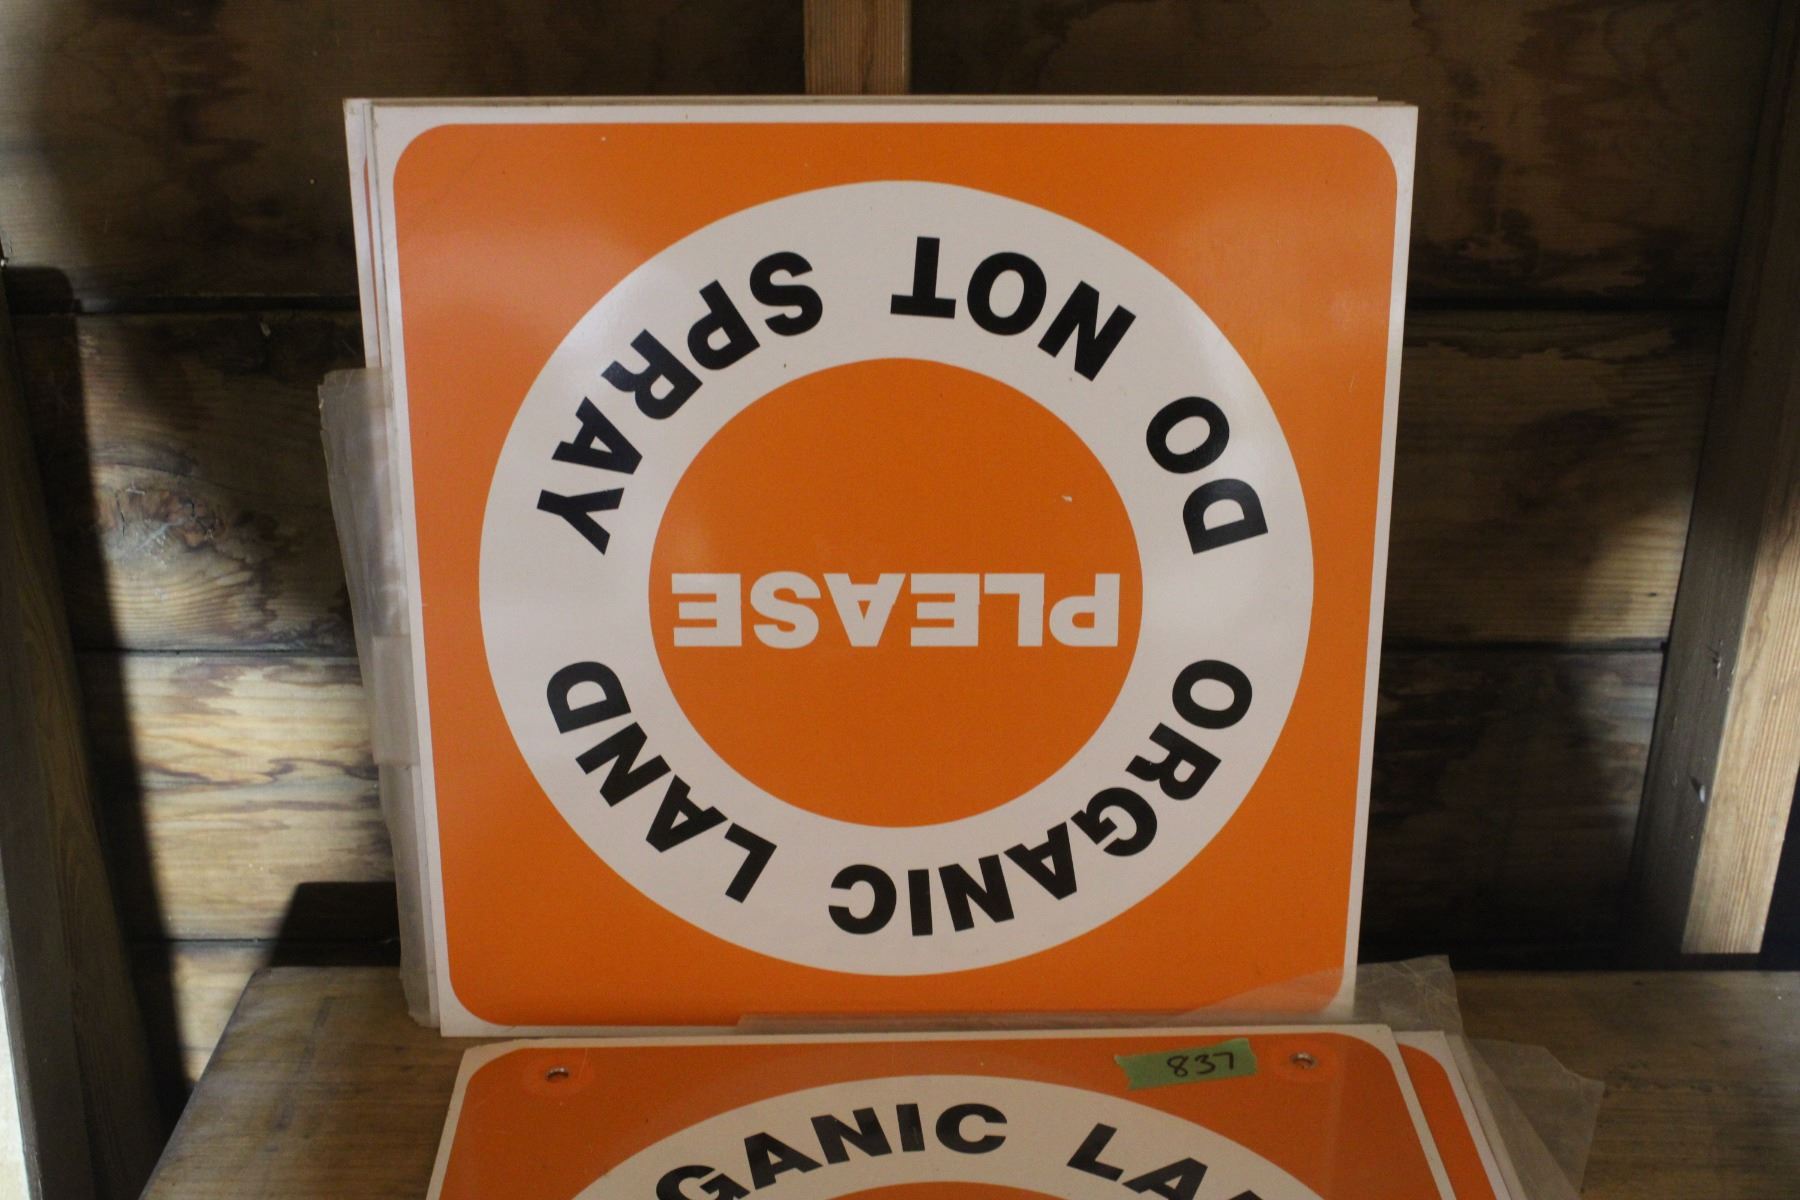 ORGANIC LAND
PLEASE
DO NOT SPRAY
837
GANIC LA